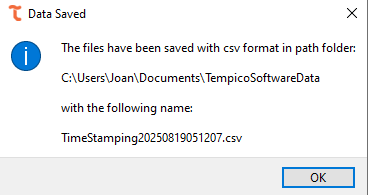 Data Saved
The files have been saved with csv format in path folder:
C:\Users\Joan\Documents\TempicoSoftwareData
with the following name:
TimeStamping20250819051207.csv
OK